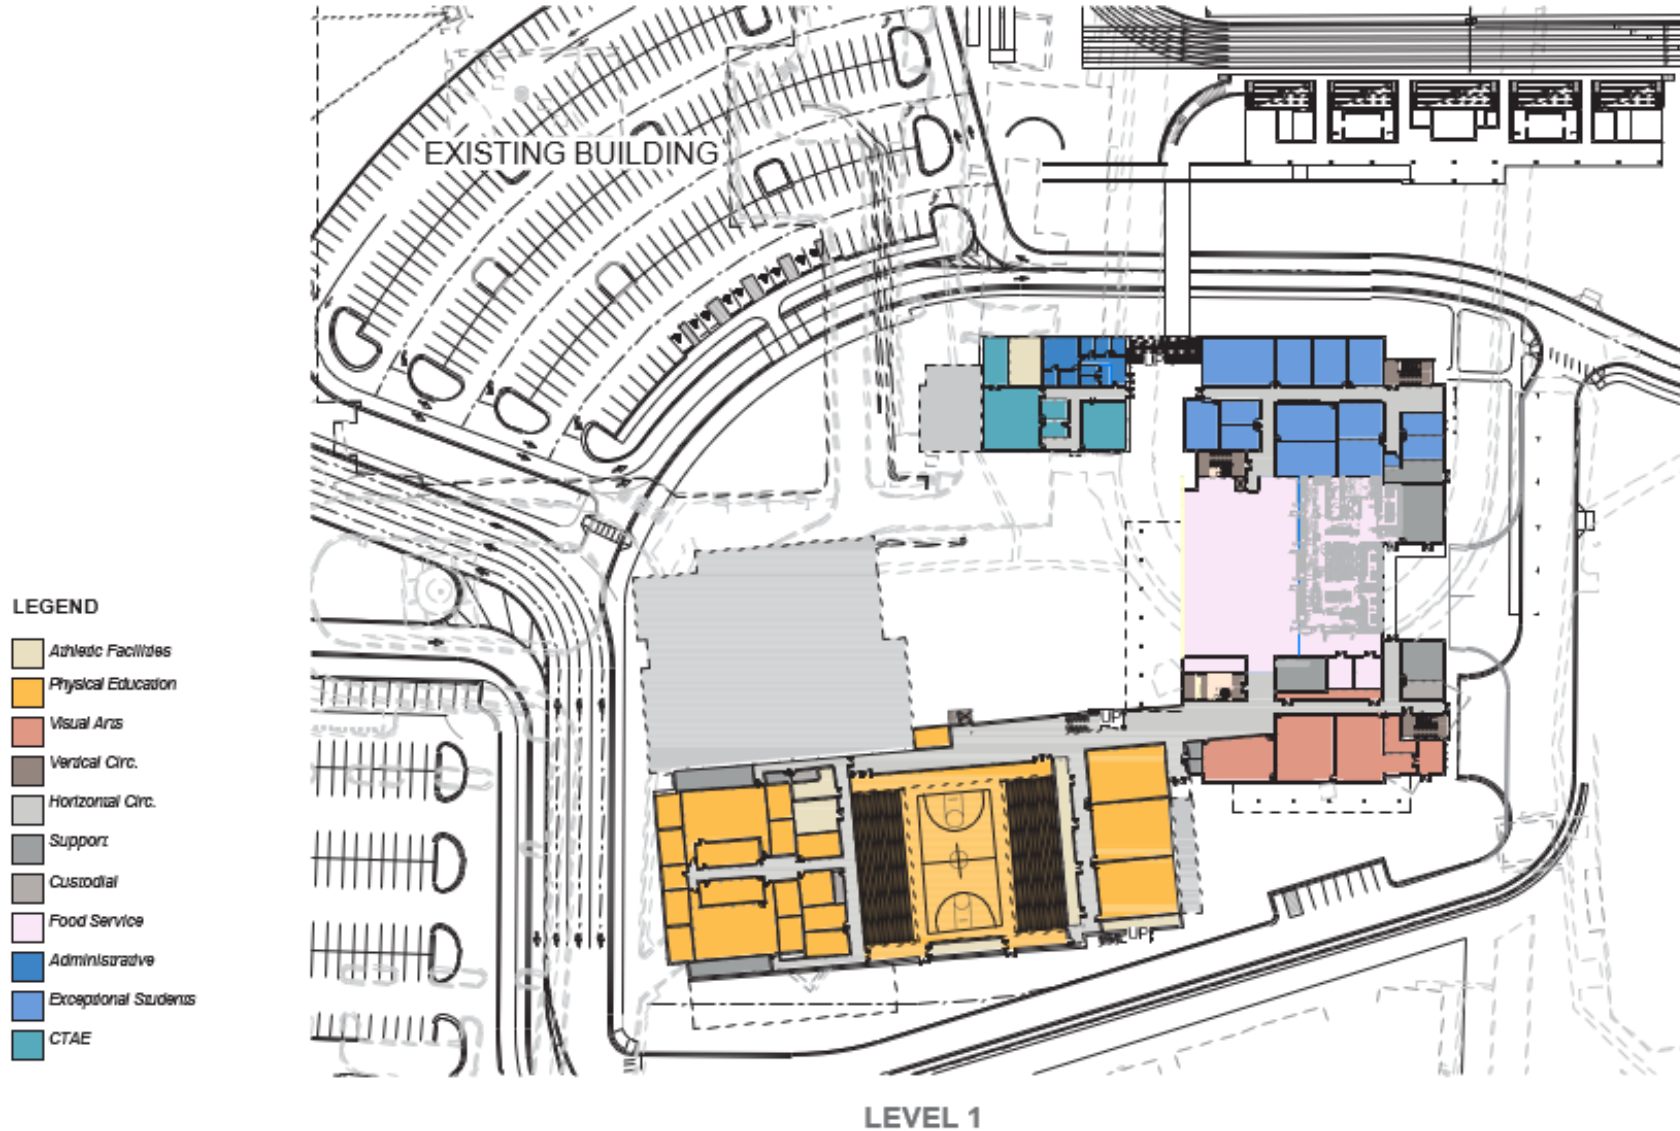 EXISTING BUILDING
LEGEND
Athletic Facilities
Physical Education
Visual Arts
Vertical Circ.
Horizontal Circ.
Support
Custodial
Food Service
Administrative
Exceptional Students
CTAE
UP
UP
LEVEL 1